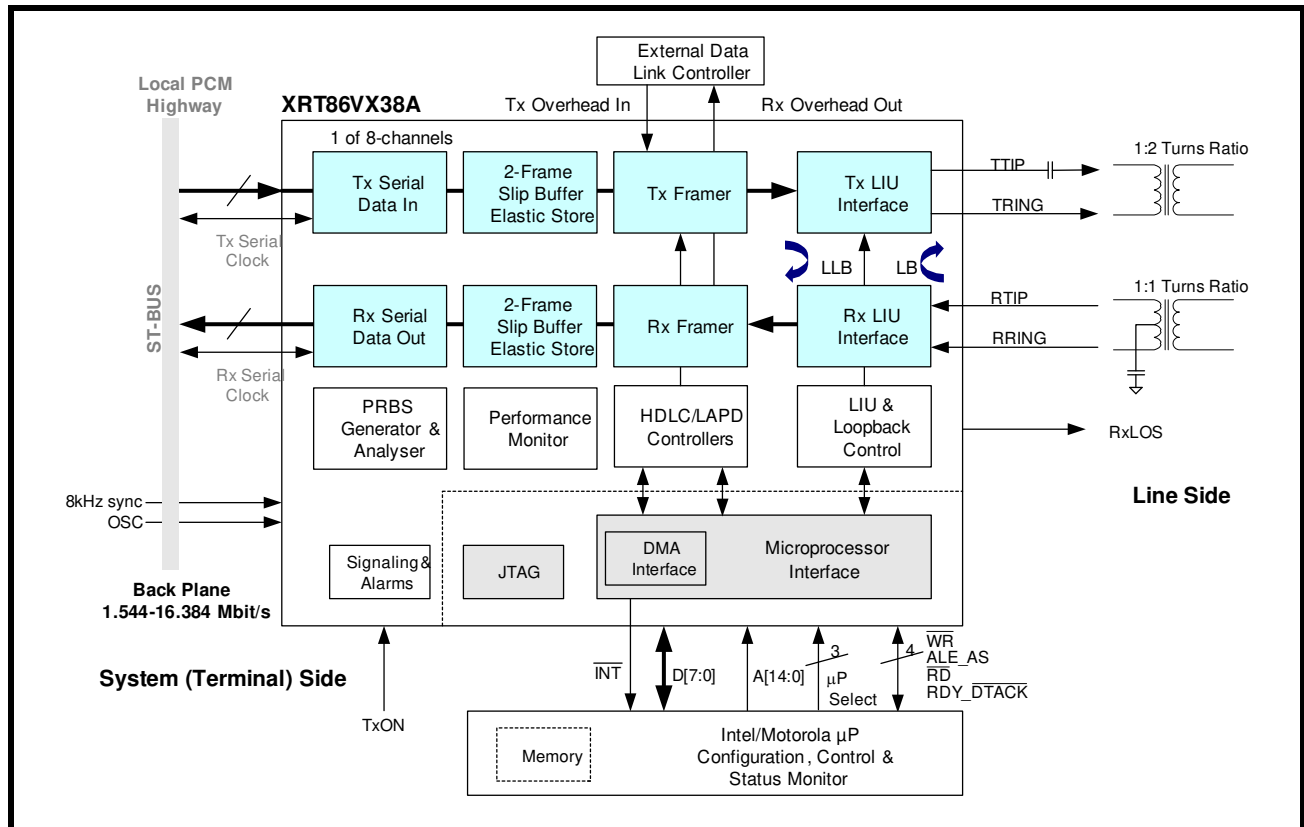 External Data
Link Controller
Local PCM
Highway
XRT86VX38A
Tx Overhead In
Rx Overhead Out
1 of 8-channels
1:2 Turns Ratio
Tx Serial
Data In
2-Frame
Slip Buffer
Elastic Store
Tx Framer
Tx LIU
Interface
TTIP
TRING
Tx Serial
Clock
LLB
LB
ST-BUS
1:1 Turns Ratio
Rx Serial
Data Out
2-Frame
Slip Buffer
Elastic Store
Rx Framer
Rx LIU
Interface
RTIP
RRING
Rx Serial
Clock
PRBS
Generator &
Analyser
Performance
Monitor
HDLC/LAPD
Controllers
LIU &
Loopback
Control
RxLOS
8kHz sync
OSC
Line Side
Signaling &
Alarms
JTAG
DMA
Interface
Microprocessor
Interface
Back Plane
1.544-16.384 Mbit/s
System (Terminal) Side
TxON
INT
D[7:0]
A[14:0]
3
µP
Select
4
WR
ALE_AS
RD
RDY_DTACK
Memory
Intel/Motorola µP
Configuration, Control &
Status Monitor